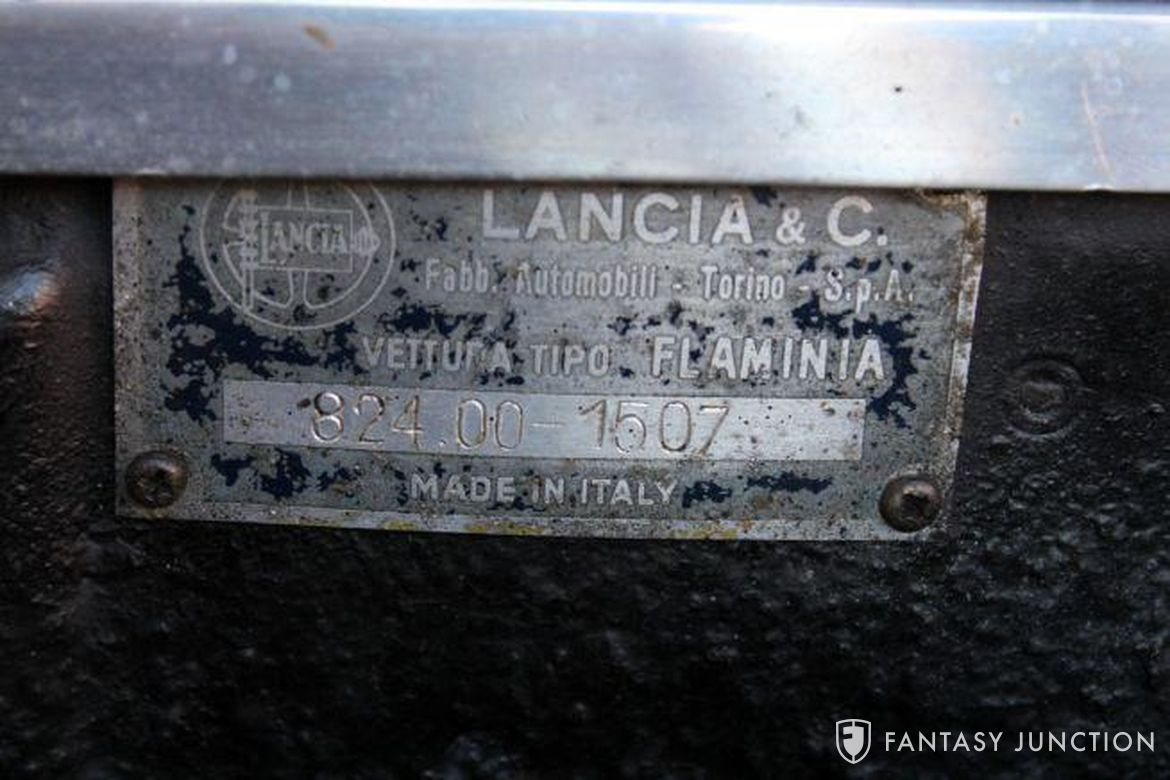 LANCIA
LANCIA & C.
Fabb. Automobili - Torino - S.p.A.
VETTURA TIPO FLAMINIA
824.00-1507
MADE IN ITALY
FANTASY JUNCTION